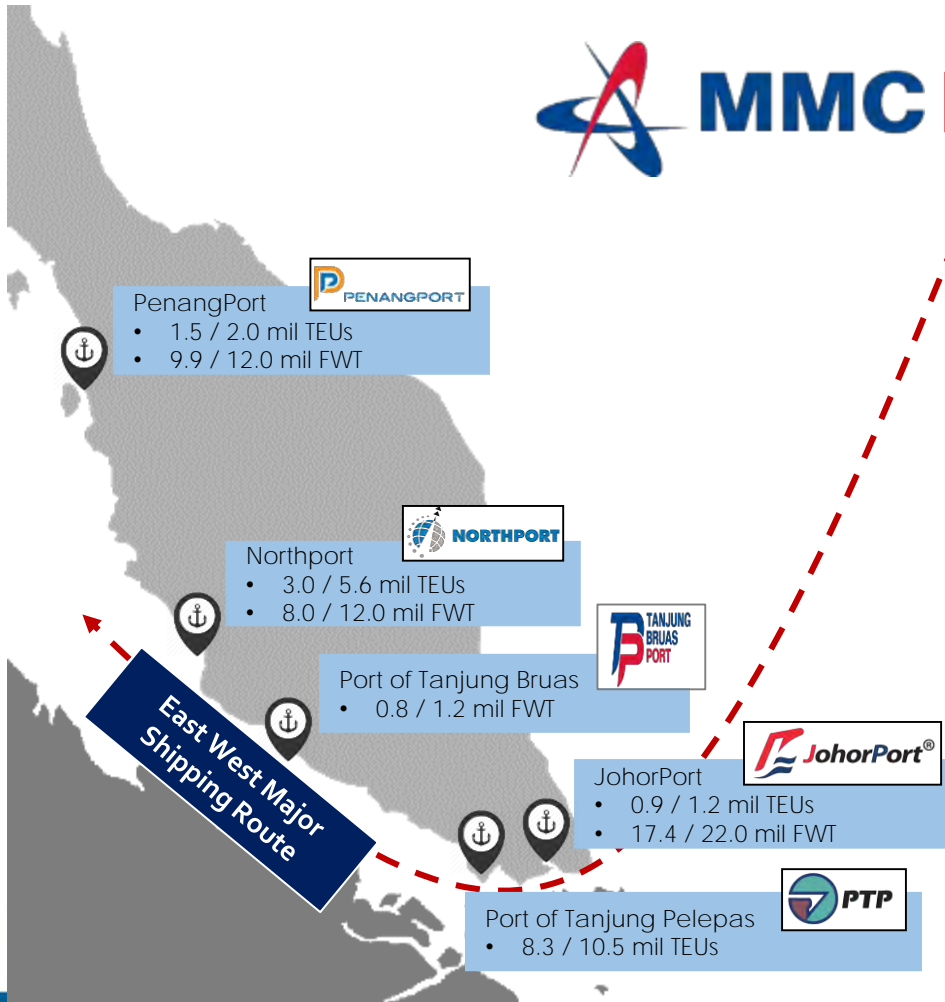 MMC
PenangPort
PENANGPORT
• 1.5 / 2.0 mil TEUs
• 9.9 / 12.0 mil FWT
Northport
NORTHPORT
• 3.0 / 5.6 mil TEUs
• 8.0 / 12.0 mil FWT
Port of Tanjung Bruas
TANJUNG
BRUAS
PORT
• 0.8 / 1.2 mil FWT
East West Major
Shipping Route
JohorPort
JohorPort®
• 0.9 / 1.2 mil TEUs
• 17.4 / 22.0 mil FWT
Port of Tanjung Pelepas
PTP
• 8.3 / 10.5 mil TEUs